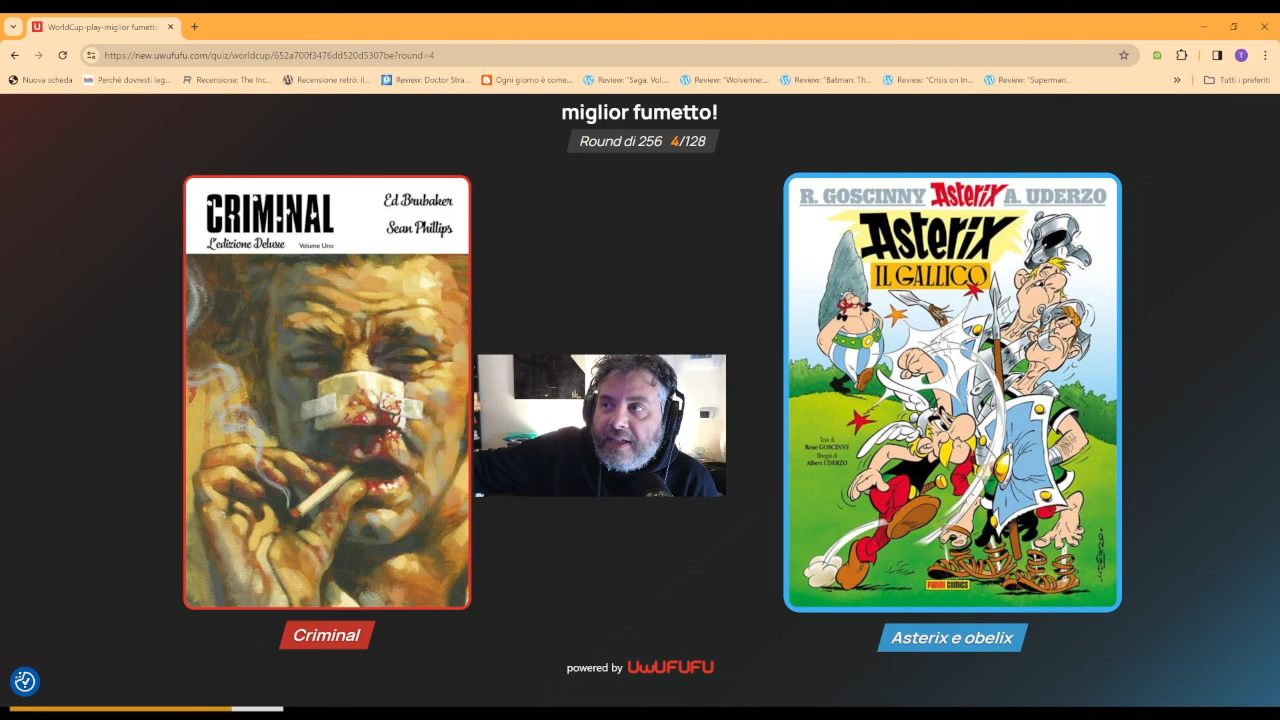 WorldCup-play-miglior fumetto
https://new.uwufufu.com/quiz/worldcup/652a700f3476dd520d5307be?round=4
T
Nuova scheda
Perché dovresti leg...
Recensione: The Inc...
Recensione retrò: il...
Review: Doctor Stra...
Ogni giorno è come...
Review: "Saga. Vol....
Review: "Wolverine:...
Review: "Batman: Th...
Review: "Crisis on In...
Review: "Superman...
Tutti i preferiti
miglior fumetto!
Round di 256 4/128
CRIMINAL
L'edizione Deluxe Volume Uno
Ed Brubaker
Sean Phillips
R. GOSCINNY Asterix A. UDERZO
Asterix
IL GALLICO
Testi di
René GOSCINNY
Disegni di
Albert UDERZO
PANINI COMICS
Criminal
Asterix e obelix
powered by UwUFUFU